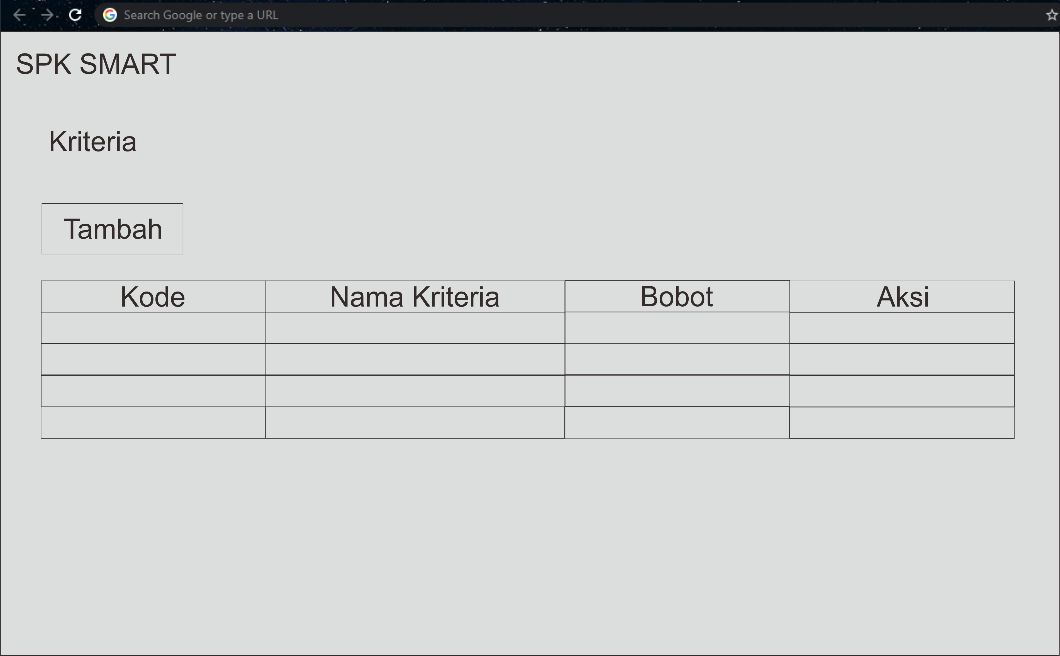 Search Google or type a URL
SPK SMART
Kriteria
Tambah
Kode Nama Kriteria Bobot Aksi